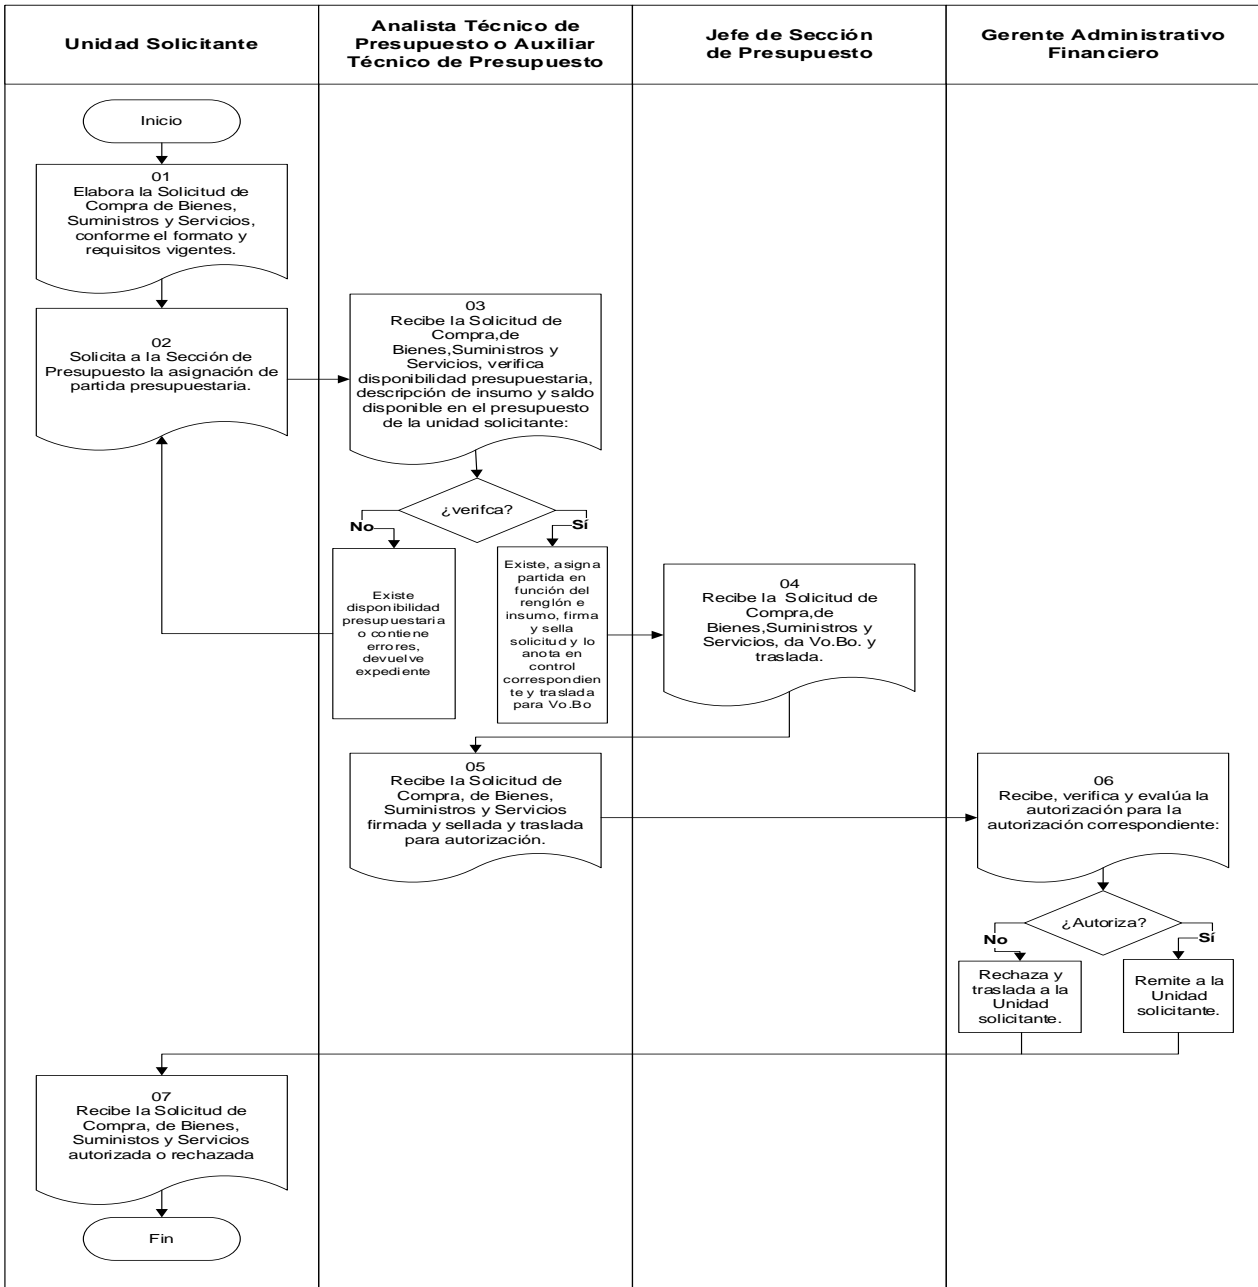 Unidad Solicitante
Analista Técnico de
Presupuesto o Auxiliar
Técnico de Presupuesto
Jefe de Sección
de Presupuesto
Gerente Administrativo
Financiero
Inicio
01
Elabora la Solicitud de
Compra de Bienes,
Suministros y Servicios,
conforme el formato y
requisitos vigentes.
02
Solicita a la Sección de
Presupuesto la asignación de
partida presupuestaria.
03
Recibe la Solicitud de
Compra,de
Bienes,Suministros y
Servicios, verifica
disponibilidad presupuestaria,
descripción de insumo y saldo
disponible en el presupuesto
de la unidad solicitante:
¿verifca?
No
Sí
Existe
disponibilidad
presupuestaria
o contiene
errores,
devuelve
expediente
Existe, asigna
partida en
función del
renglón e
insumo, firma
y sella
solicitud y lo
anota en
control
correspondien
te y traslada
para Vo.Bo
04
Recibe la Solicitud de
Compra,de
Bienes,Suministros y
Servicios, da Vo.Bo. y
traslada.
05
Recibe la Solicitud de
Compra, de Bienes,
Suministros y Servicios
firmada y sellada y traslada
para autorización.
06
Recibe, verifica y evalúa la
autorización para la
autorización correspondiente:
¿Autoriza?
No
Sí
Rechaza y
traslada a la
Unidad
solicitante.
Remite a la
Unidad
solicitante.
07
Recibe la Solicitud de
Compra, de Bienes,
Suministos y Servicios
autorizada o rechazada
Fin